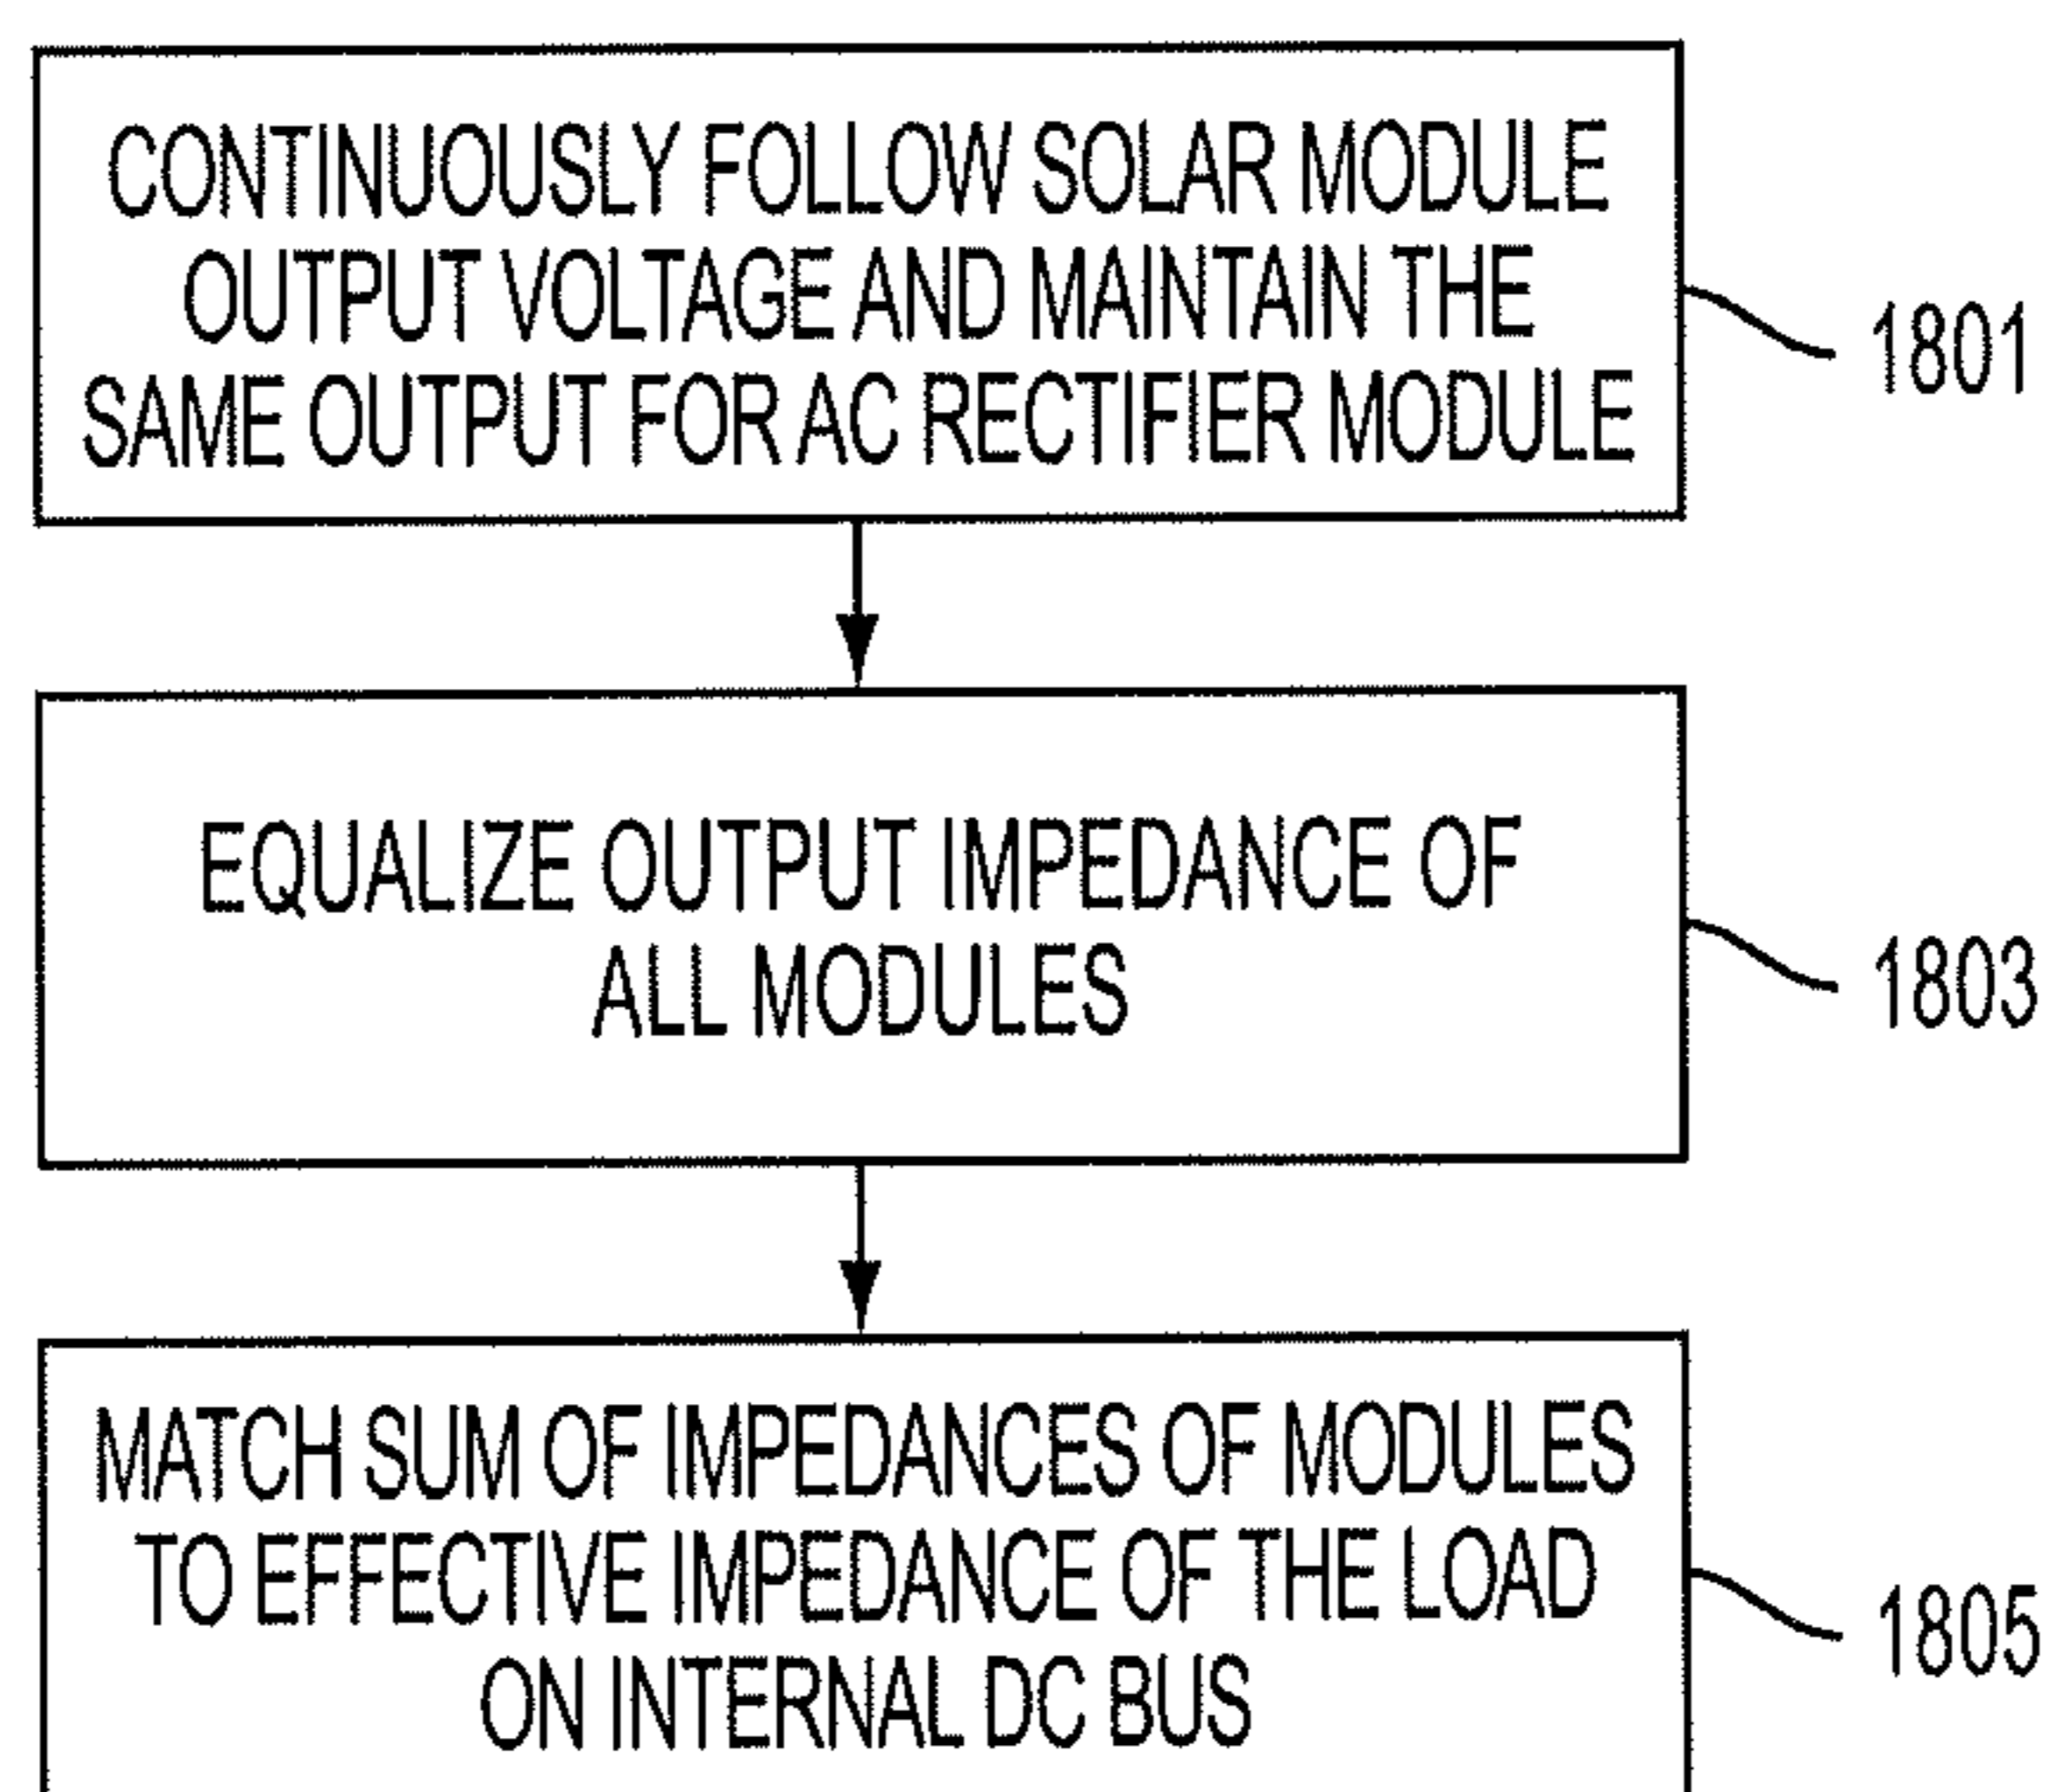 CONTINUOUSLY FOLLOW SOLAR MODULE
OUTPUT VOLTAGE AND MAINTAIN THE
SAME OUTPUT FOR AC RECTIFIER MODULE
1801
EQUALIZE OUTPUT IMPEDANCE OF
ALL MODULES
1803
MATCH SUM OF IMPEDANCES OF MODULES
TO EFFECTIVE IMPEDANCE OF THE LOAD
ON INTERNAL DC BUS
1805